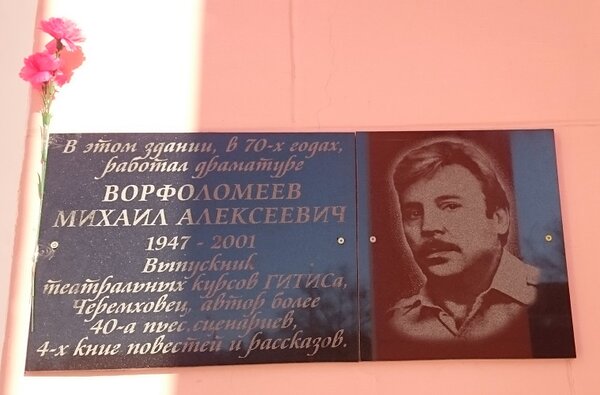 В этом здании, в 70-х годах,
работал драматург
ВОРФОЛОМЕЕВ
МИХАИЛ АЛЕКСЕЕВИЧ
1947 - 2001
Выпускник
театральных курсов ГИТИСа,
Черемховец, автор более
40-а пьес,сценариев,
4-х книг повестей и рассказов.